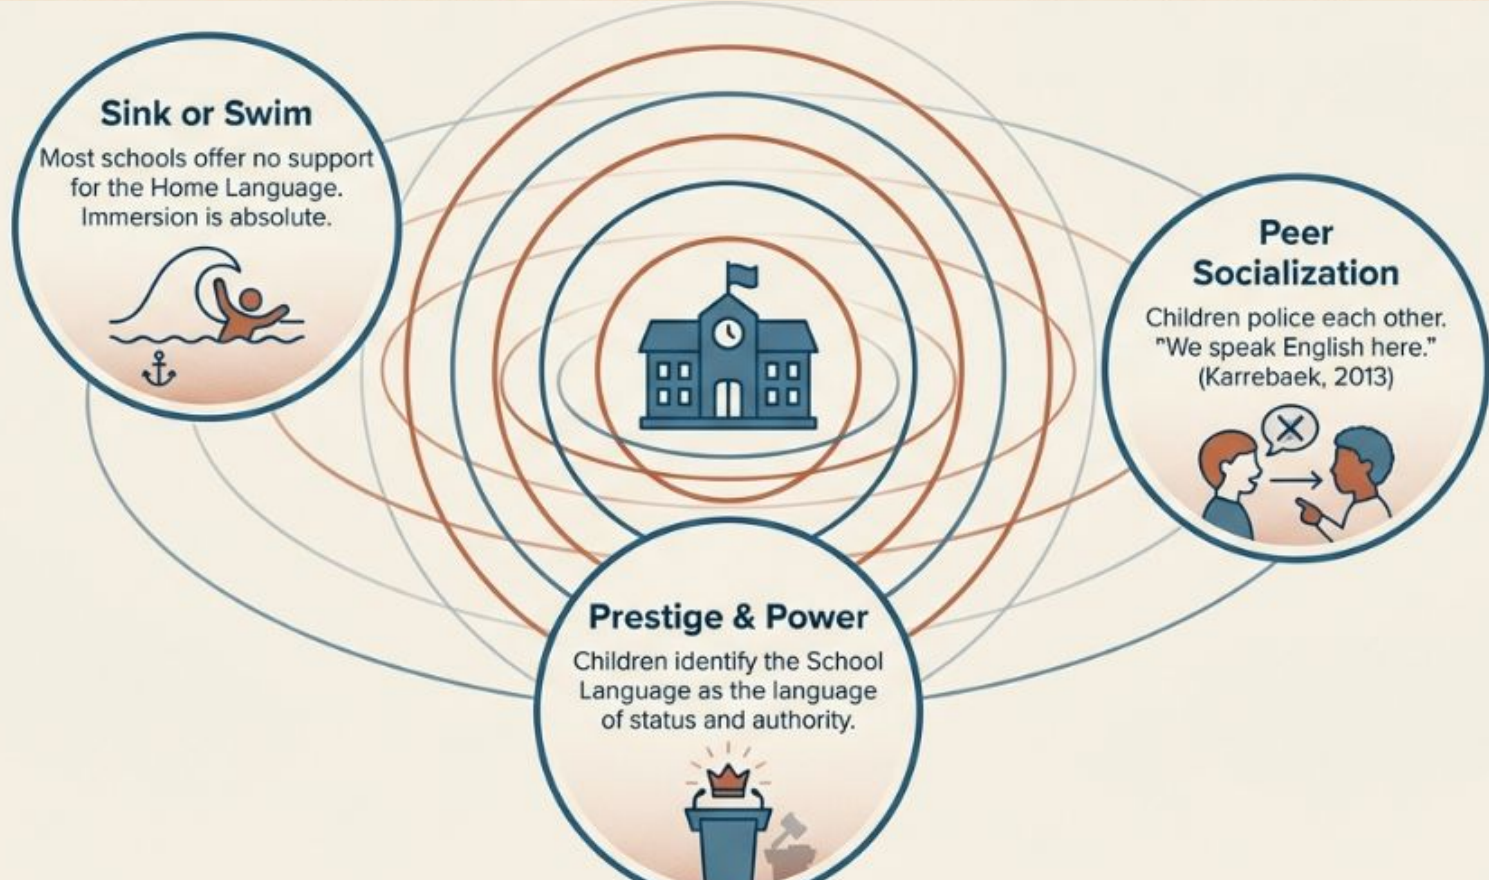 Sink or Swim
Most schools offer no support
for the Home Language.
Immersion is absolute.
Peer
Socialization
Children police each other.
"We speak English here."
(Karrebaek, 2013)
Prestige & Power
Children identify the School
Language as the language
of status and authority.